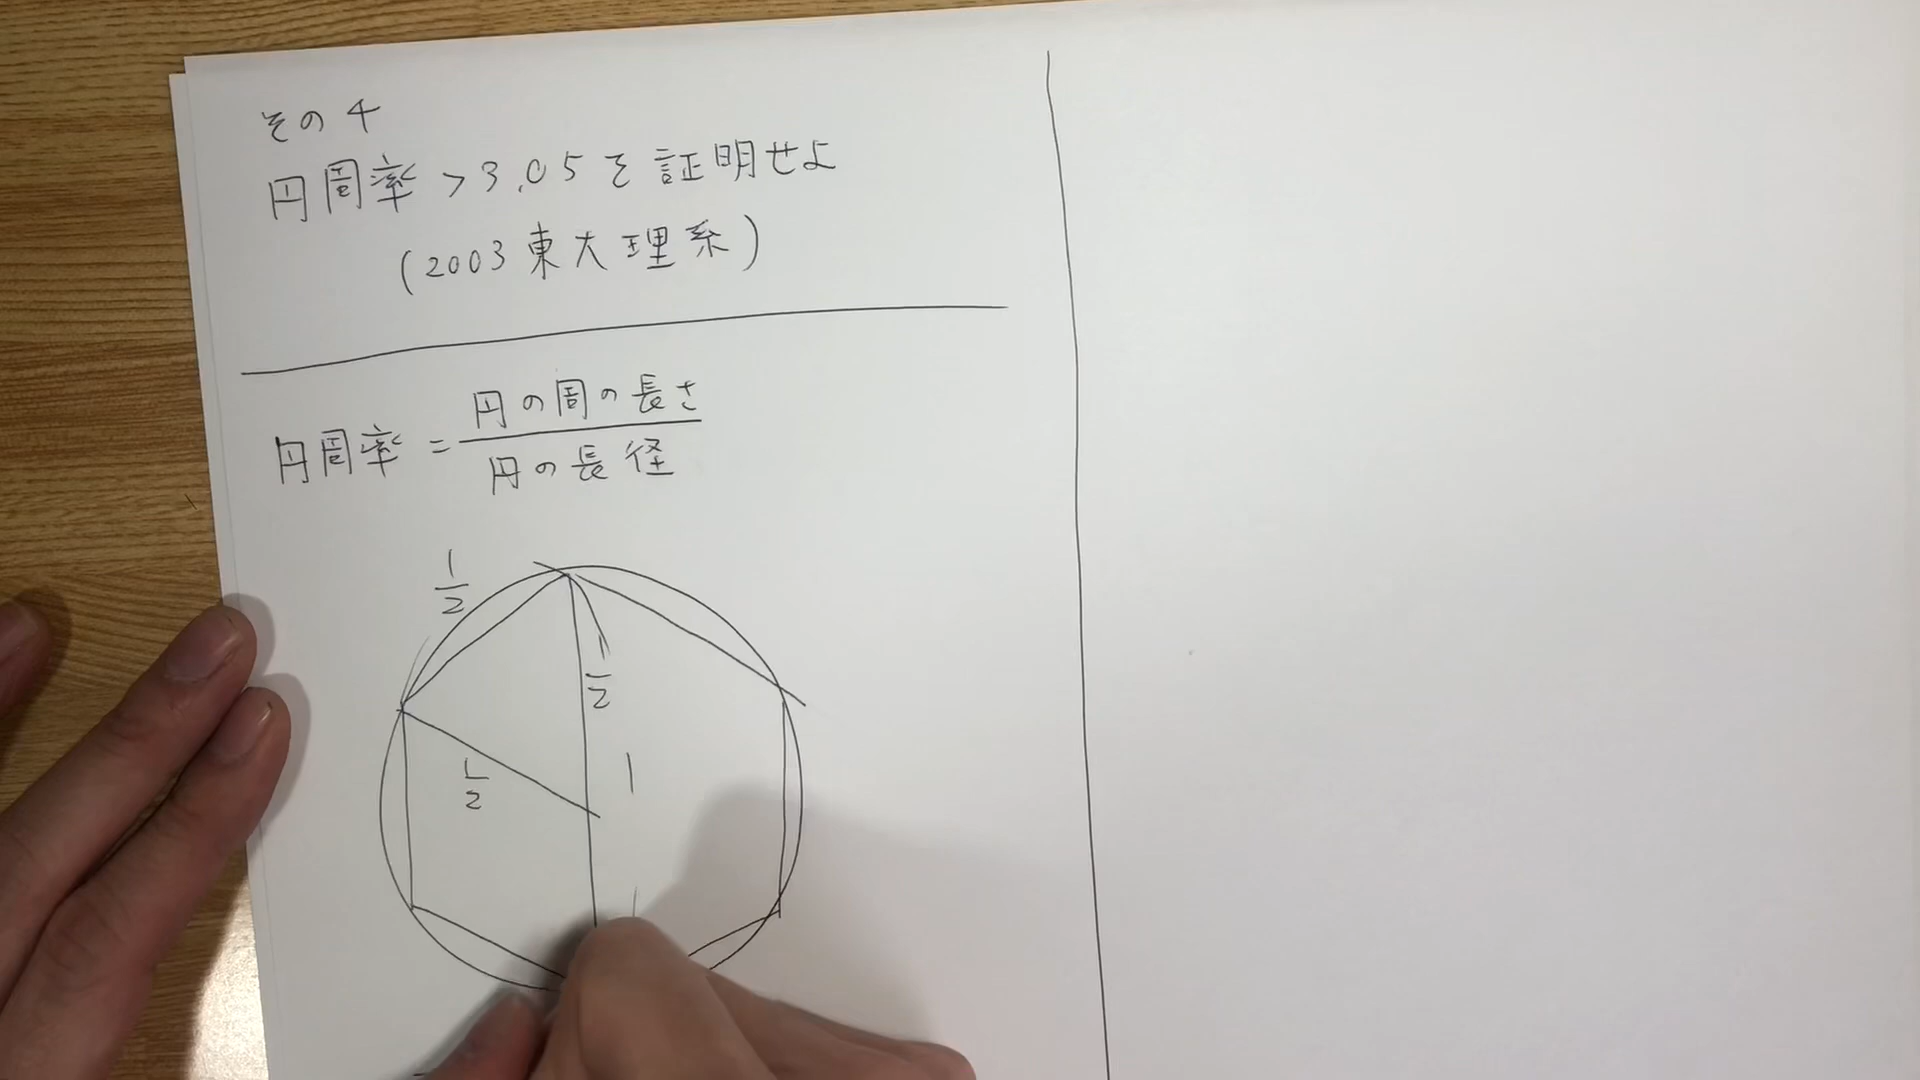 その4
円周率>3.05を証明せよ
(2003東大理系)
円周率=円の周の長さ/円の長径
1/2
1/2
1/2
1